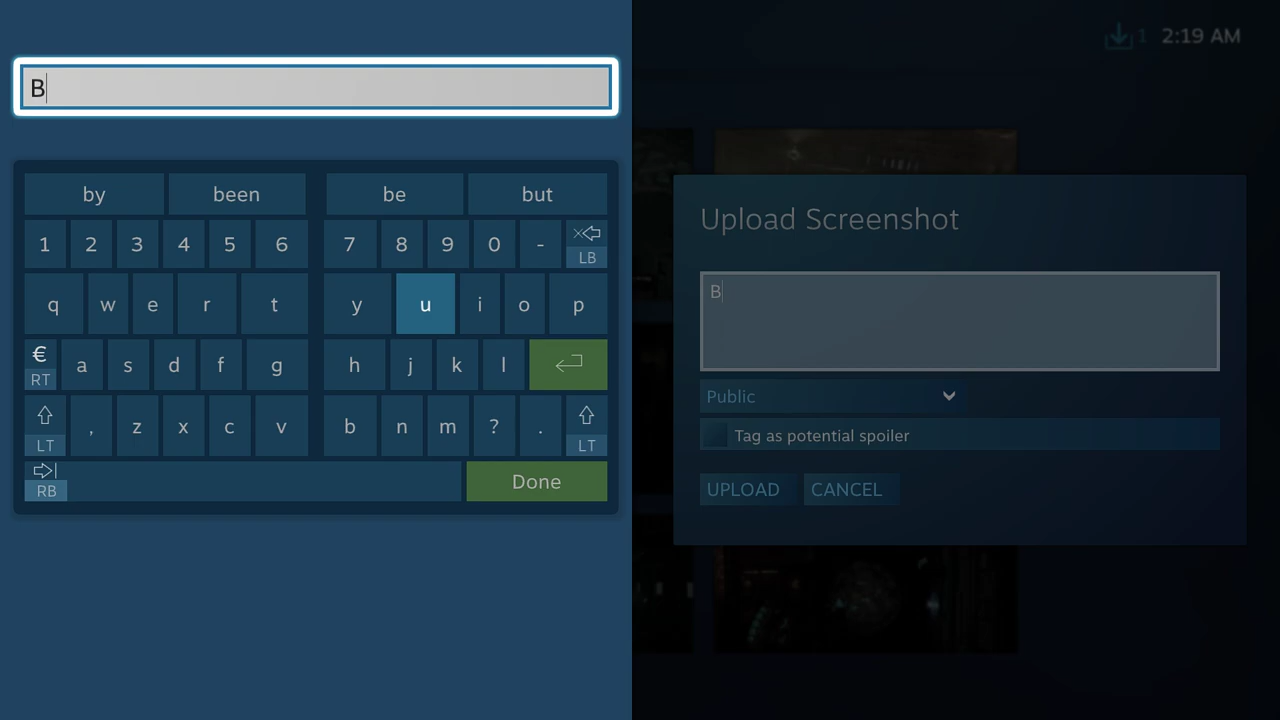 1 2:19 AM
B
by been be but
1 2 3 4 5 6 7 8 9 0 -
LB
q w e r t y u i o p
€ a s d f g h j k l
RT
, z x c v b n m ? .
LT LT
RB Done
Upload Screenshot
B
Public
Tag as potential spoiler
UPLOAD CANCEL